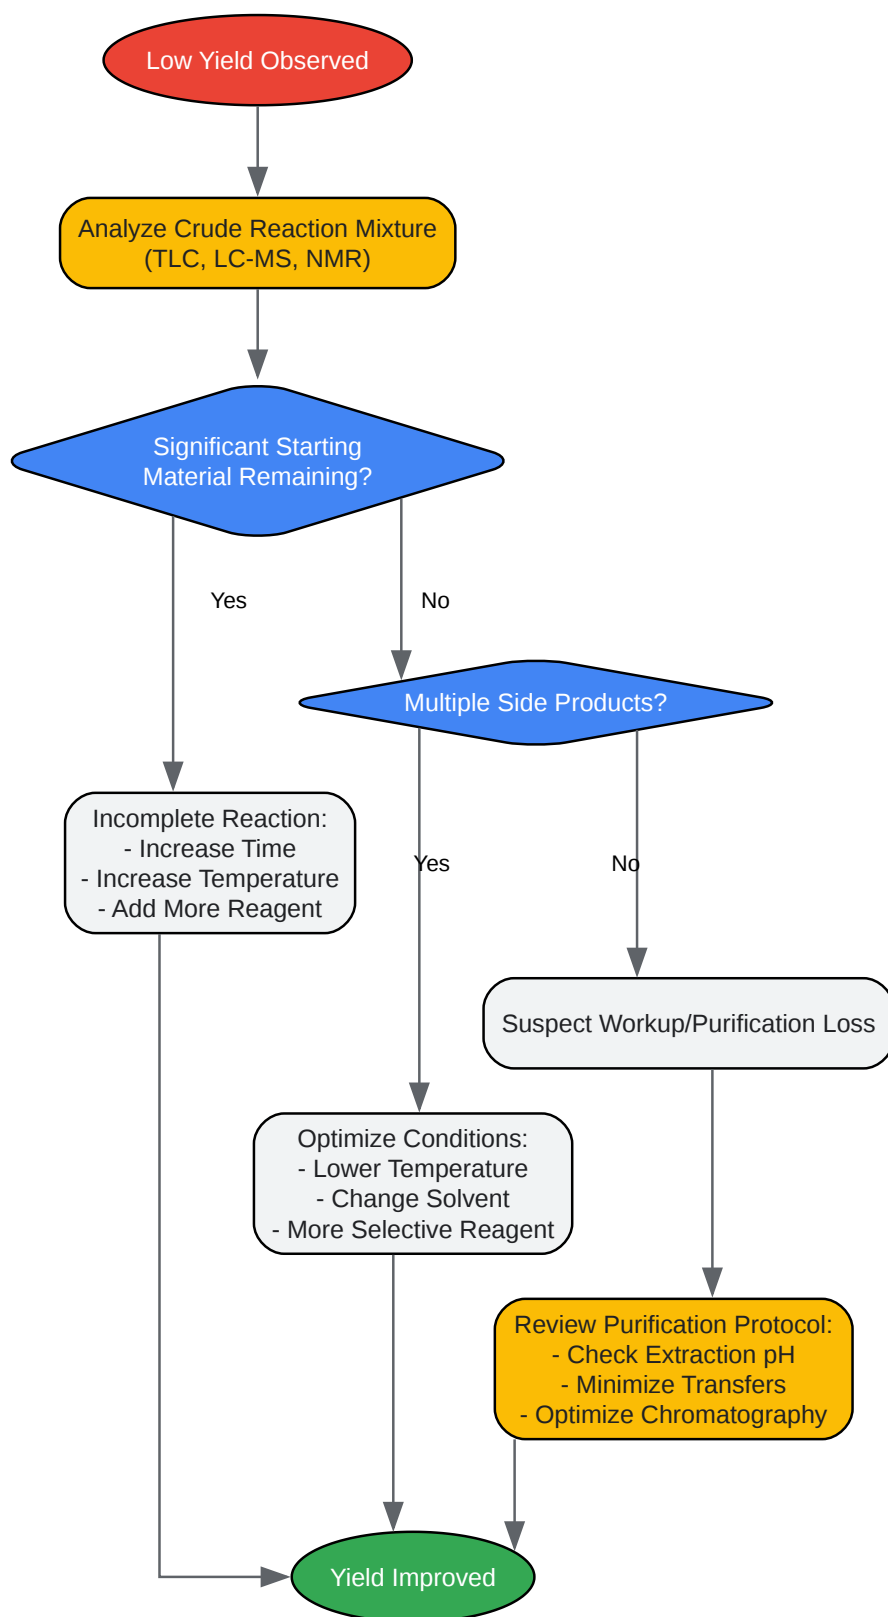 Low Yield Observed
Analyze Crude Reaction Mixture
(TLC, LC-MS, NMR)
Significant Starting
Material Remaining?
Yes
No
Multiple Side Products?
Incomplete Reaction:
- Increase Time
- Increase Temperature
- Add More Reagent
Yes
No
Suspect Workup/Purification Loss
Optimize Conditions:
- Lower Temperature
- Change Solvent
- More Selective Reagent
Review Purification Protocol:
- Check Extraction pH
- Minimize Transfers
- Optimize Chromatography
Yield Improved